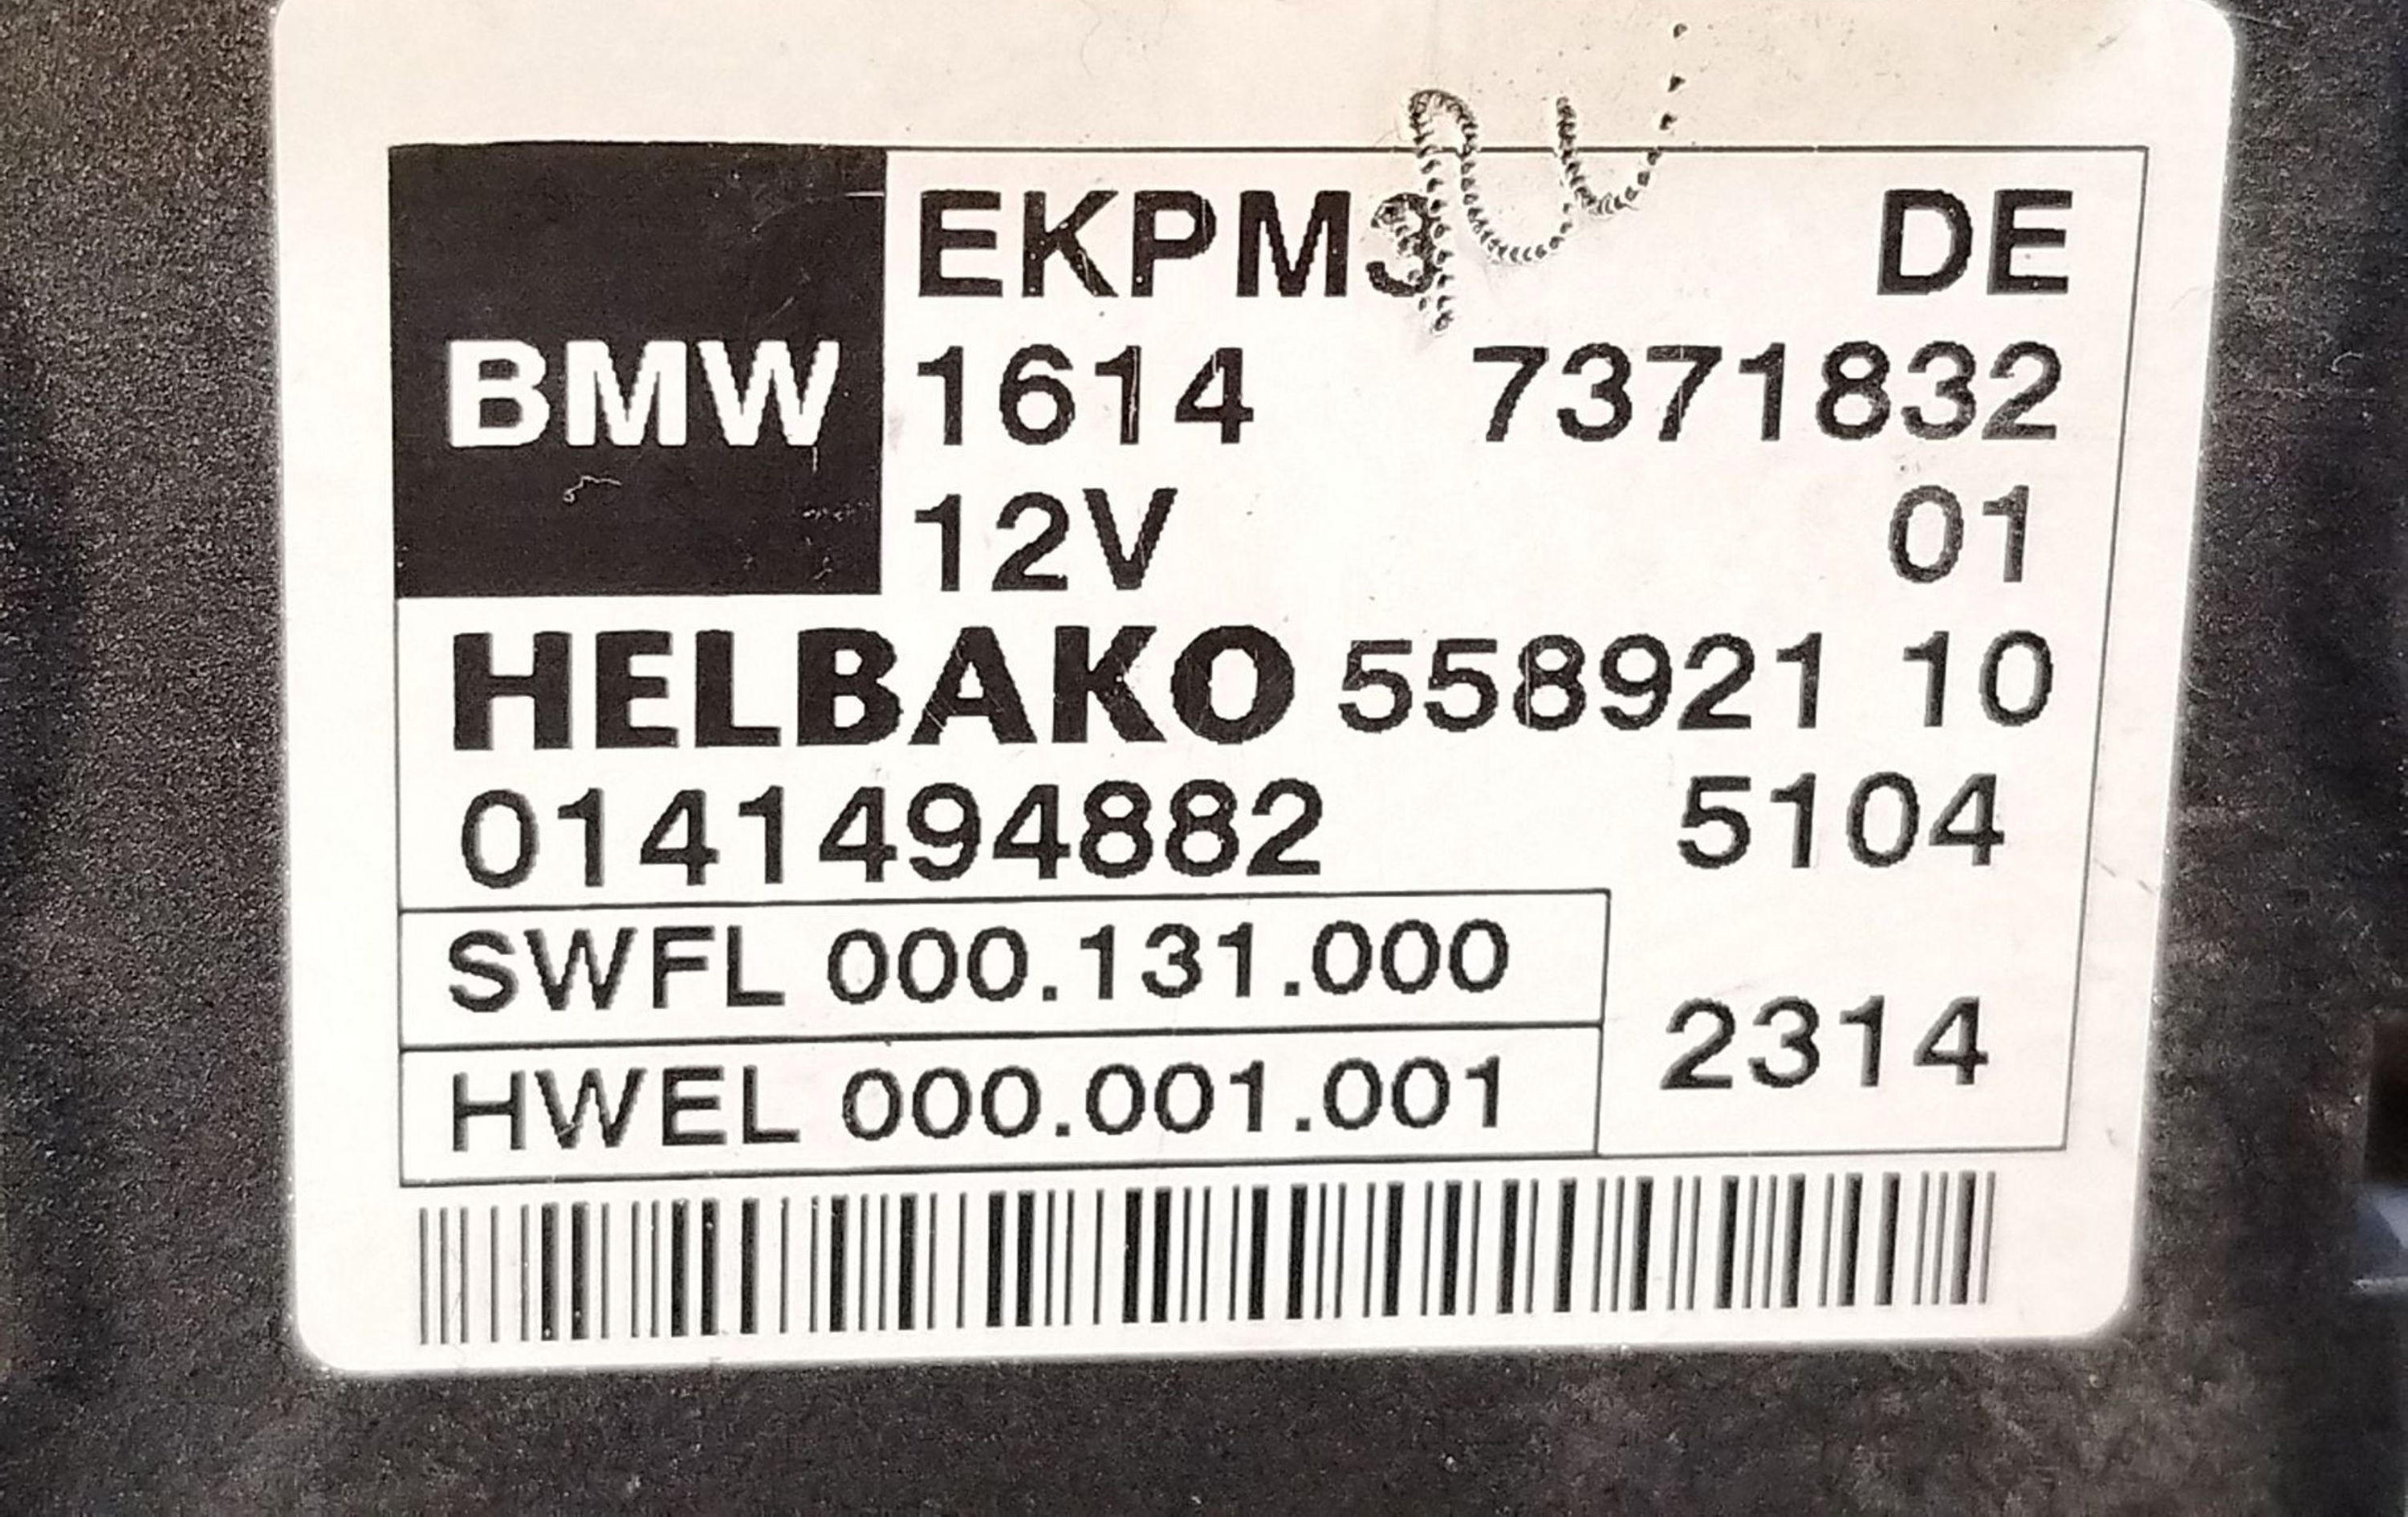 EKPM3 DE
BMW 1614 7371832
12V 01
HELBAKO 558921 10
0141494882 5104
SWFL 000.131.000
2314
HWEL 000.001.001